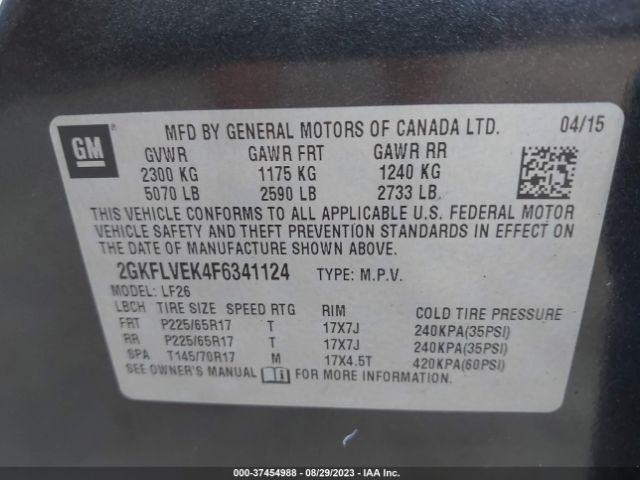 GM ® MFD BY GENERAL MOTORS OF CANADA LTD. 04/15
GVWR GAWR FRT GAWR RR
2300 KG 1175 KG 1240 KG
5070 LB 2590 LB 2733 LB.
THIS VEHICLE CONFORMS TO ALL APPLICABLE U.S. FEDERAL MOTOR
VEHICLE SAFETY AND THEFT PREVENTION STANDARDS IN EFFECT ON
THE DATE OF MANUFACTURE SHOWN ABOVE.
2GKFLVEK4F6341124 TYPE: M.P.V.
MODEL: LF26
LBCH TIRE SIZE SPEED RTG RIM COLD TIRE PRESSURE
FRT P225/65R17 T 17X7J 240KPA(35PSI)
RR P225/65R17 T 17X7J 240KPA(35PSI)
SPA T145/70R17 M 17X4.5T 420KPA(60PSI)
SEE OWNER'S MANUAL FOR MORE INFORMATION.
000-37454988 - 08/29/2023 - IAA Inc.